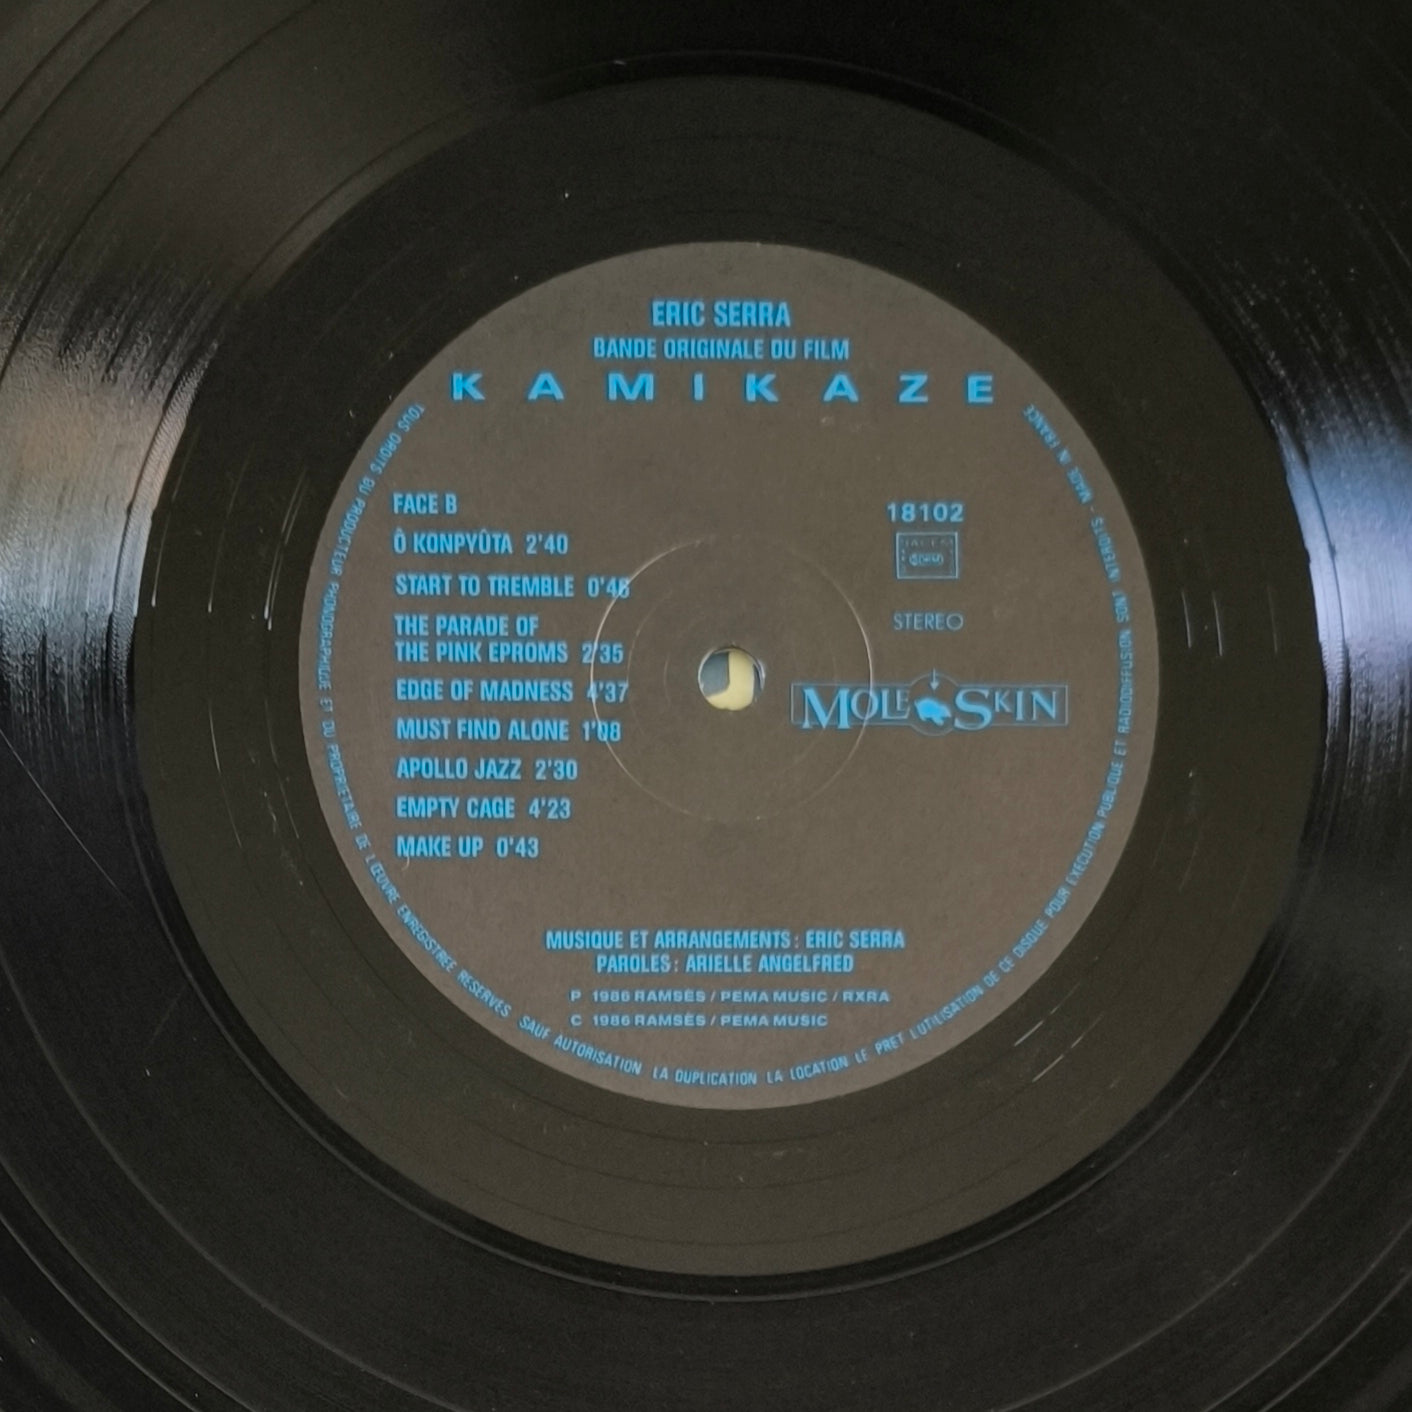 ERIC SERRA
BANDE ORIGINALE DU FILM
KAMIKAZE
FACE B
Ô KONPYÛTA 2'40
START TO TREMBLE 0'46
THE PARADE OF
THE PINK EPROMS 2'35
EDGE OF MADNESS 4'37
MUST FIND ALONE 1'08
APOLLO JAZZ 2'30
EMPTY CAGE 4'23
MAKE UP 0'43
18102
STEREO
MOLE SKIN
MUSIQUE ET ARRANGEMENTS : ERIC SERRA
PAROLES : ARIELLE ANGELFRED
P 1986 RAMSÈS / PEMA MUSIC / RXRA
C 1986 RAMSÈS / PEMA MUSIC
TOUS DROITS DU PRODUCTEUR PHONOGRAPHIQUE ET DU PROPRIETAIRE DE L'ŒUVRE ENREGISTREE RESERVES SAUF AUTORISATION LA DUPLICATION LA LOCATION LE PRET L'UTILISATION DE CE DISQUE POUR EXECUTION PUBLIQUE ET RADIODIFFUSION SONT INTERDITS - MADE IN FRANCE